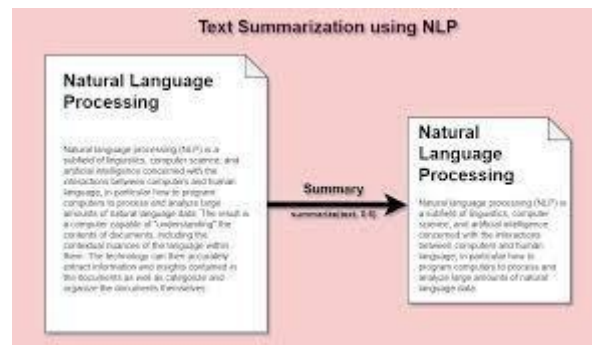 Text Summarization using NLP
Natural Language
Processing
Natural language processing (NLP) is a
subfield of linguistics, computer science, and
artificial intelligence concerned with the
interactions between computers and human
language, in particular how to program
computers to process and analyze large
amounts of natural language data. The result is
a computer capable of "understanding" the
contents of documents, including the
contextual nuances of the language within
them. The technology can then accurately
extract information and insights contained in
the documents as well as categorize and
organize the documents themselves
Summary
Natural
Language
Processing
Natural language processing (NLP) is
a subfield of linguistics, computer
science, and artificial intelligence
concerned with the interactions
between computers and human
language, in particular how to
program computers to process and
analyze large amounts of natural
language data